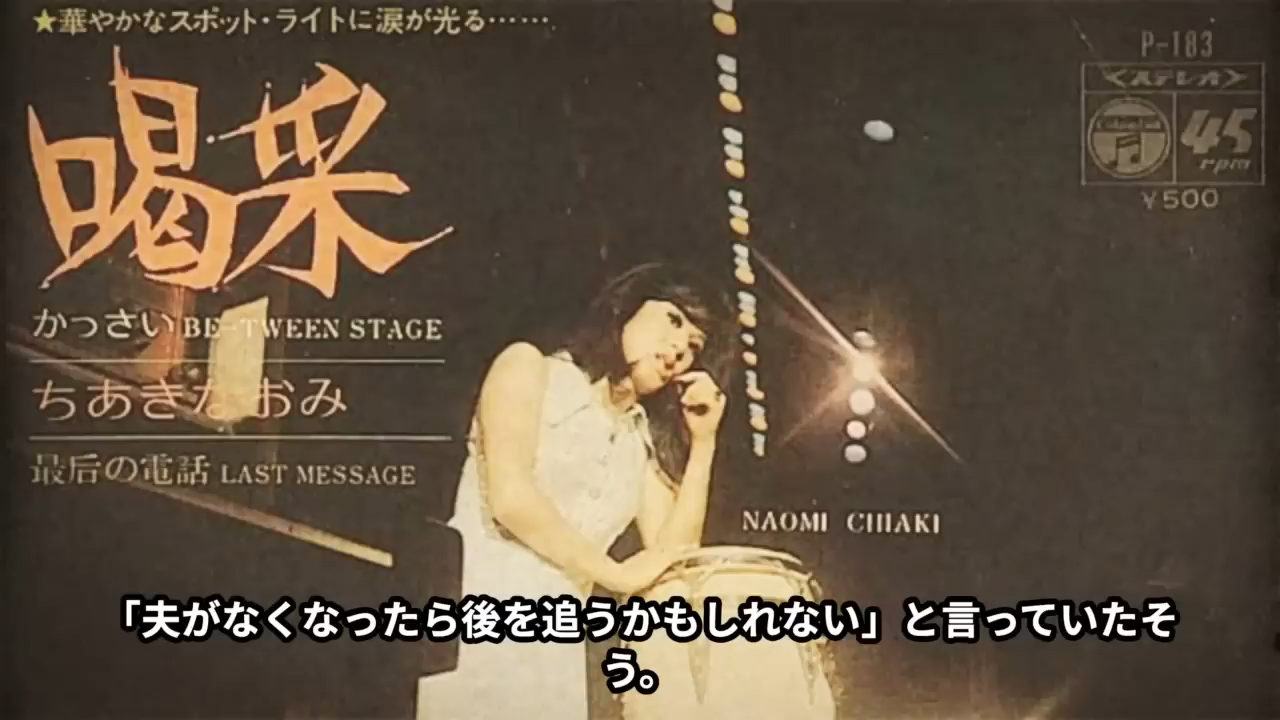 ★華やかなスポット・ライトに涙が光る……
喝采
かっさい BE-TWEEN STAGE
ちあきなおみ
最后の電話 LAST MESSAGE
P-183
<ステレオ>
Columbia
45
rpm
¥500
NAOMI CHIAKI
「夫がなくなったら後を追うかもしれない」と言っていたそ
う。